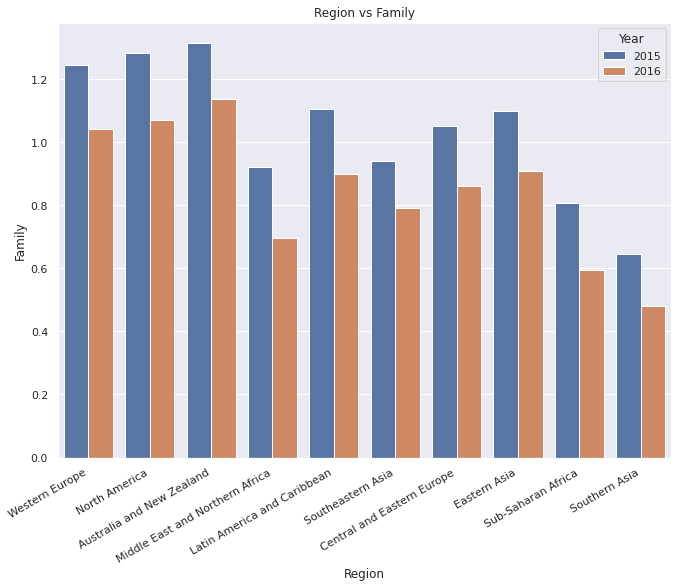 Region vs Family
Year
2015
2016
Family
1.2
1.0
0.8
0.6
0.4
0.2
0.0
Western Europe
North America
Australia and New Zealand
Middle East and Northern Africa
Latin America and Caribbean
Southeastern Asia
Central and Eastern Europe
Eastern Asia
Sub-Saharan Africa
Southern Asia
Region